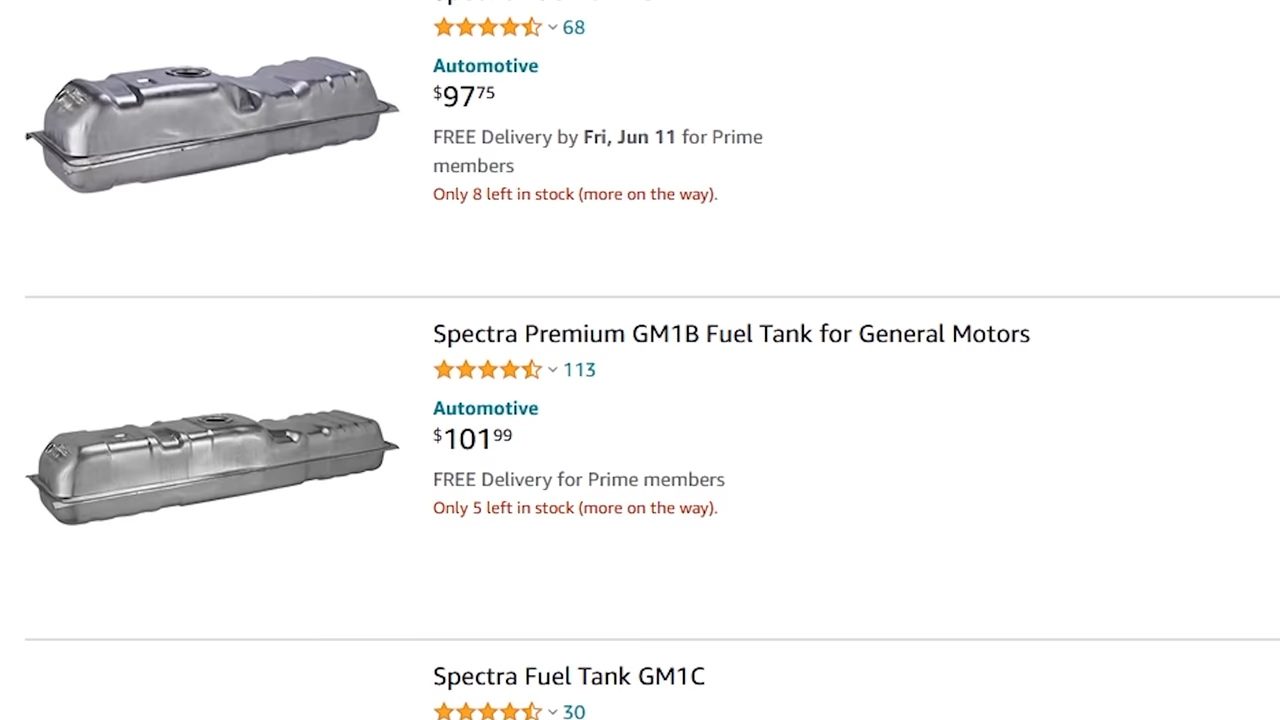 68
Automotive
$97 75
FREE Delivery by Fri, Jun 11 for Prime
members
Only 8 left in stock (more on the way).
Spectra Premium GM1B Fuel Tank for General Motors
113
Automotive
$101 99
FREE Delivery for Prime members
Only 5 left in stock (more on the way).
Spectra Fuel Tank GM1C
30